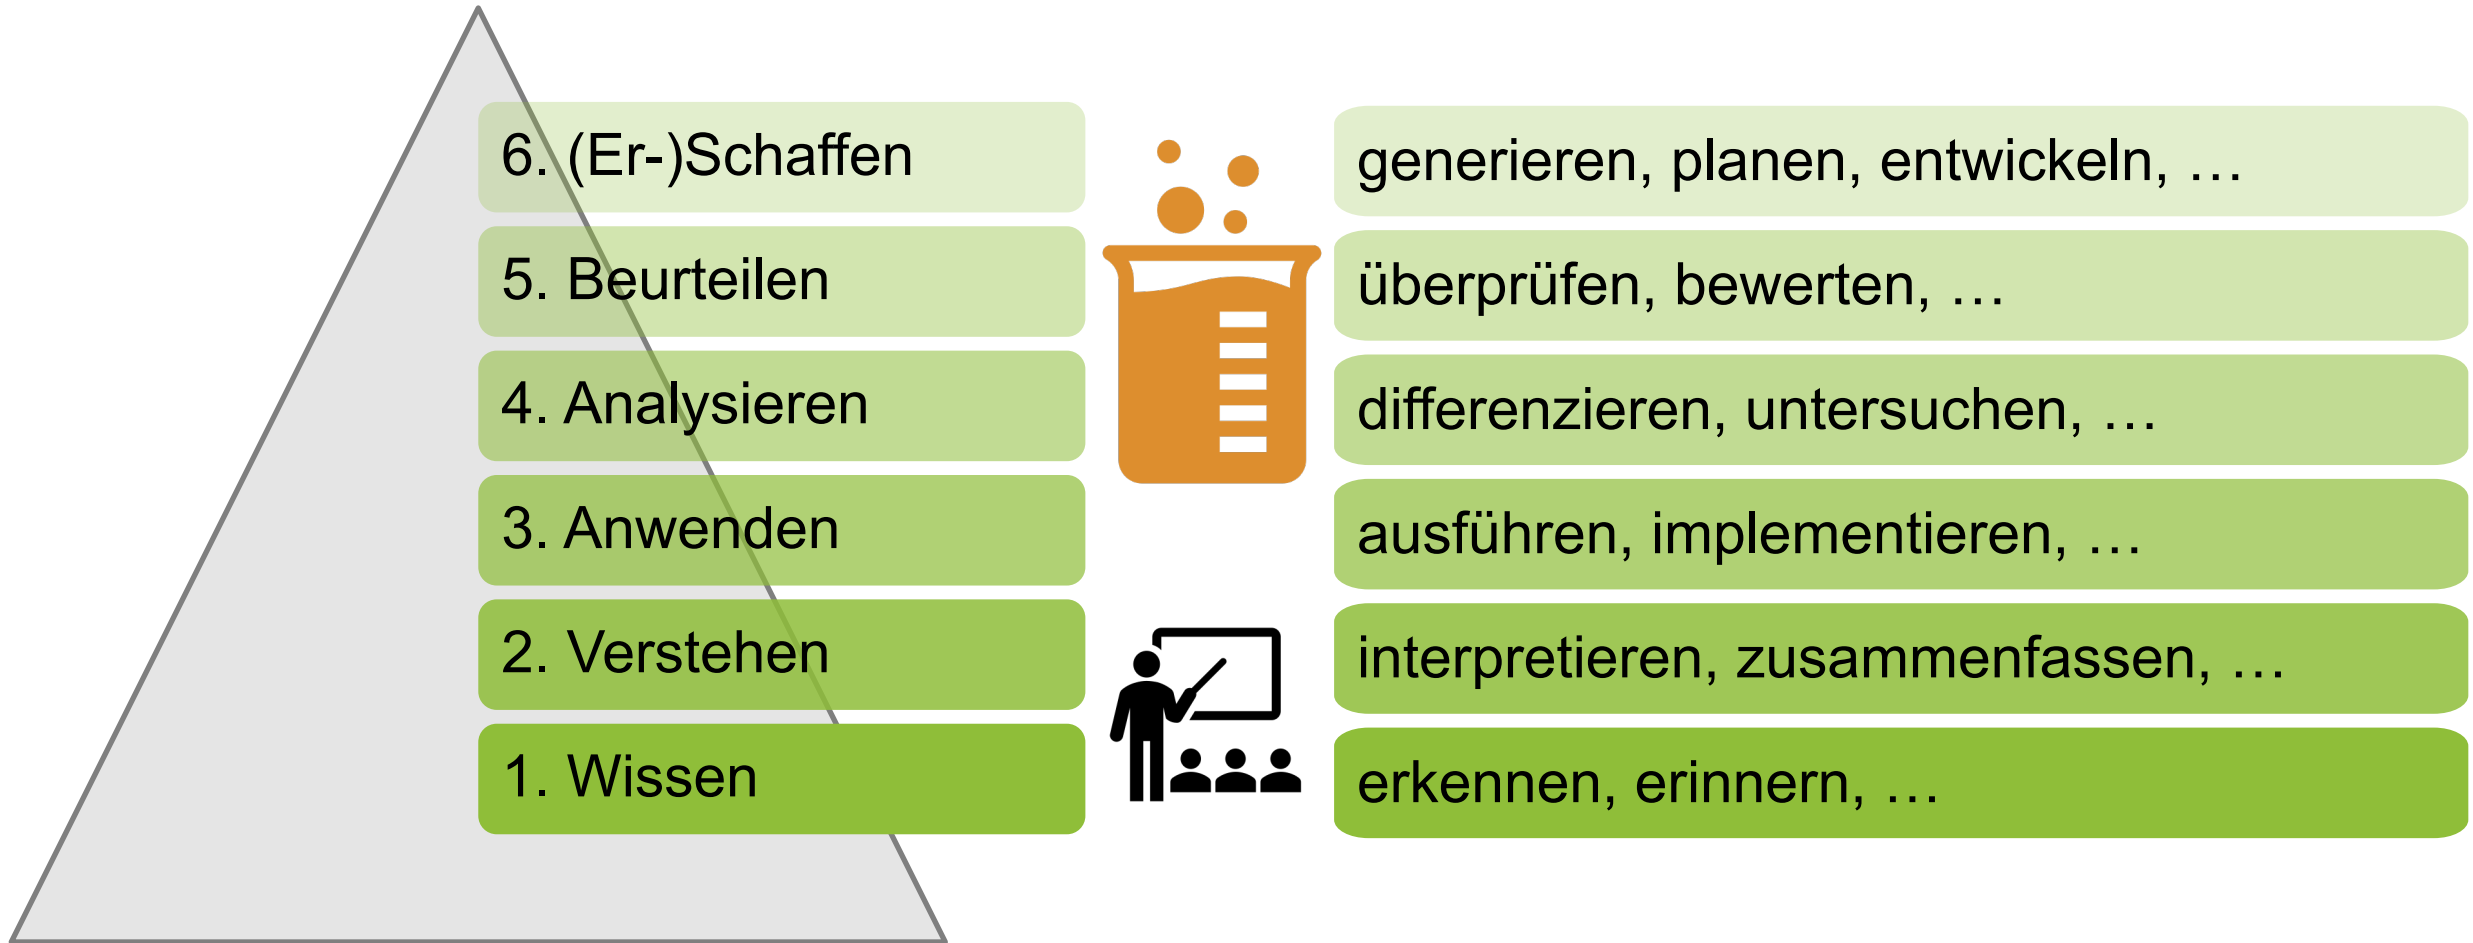 6. (Er-)Schaffen
generieren, planen, entwickeln, …
5. Beurteilen
überprüfen, bewerten, …
4. Analysieren
differenzieren, untersuchen, …
3. Anwenden
ausführen, implementieren, …
2. Verstehen
interpretieren, zusammenfassen, …
1. Wissen
erkennen, erinnern, …